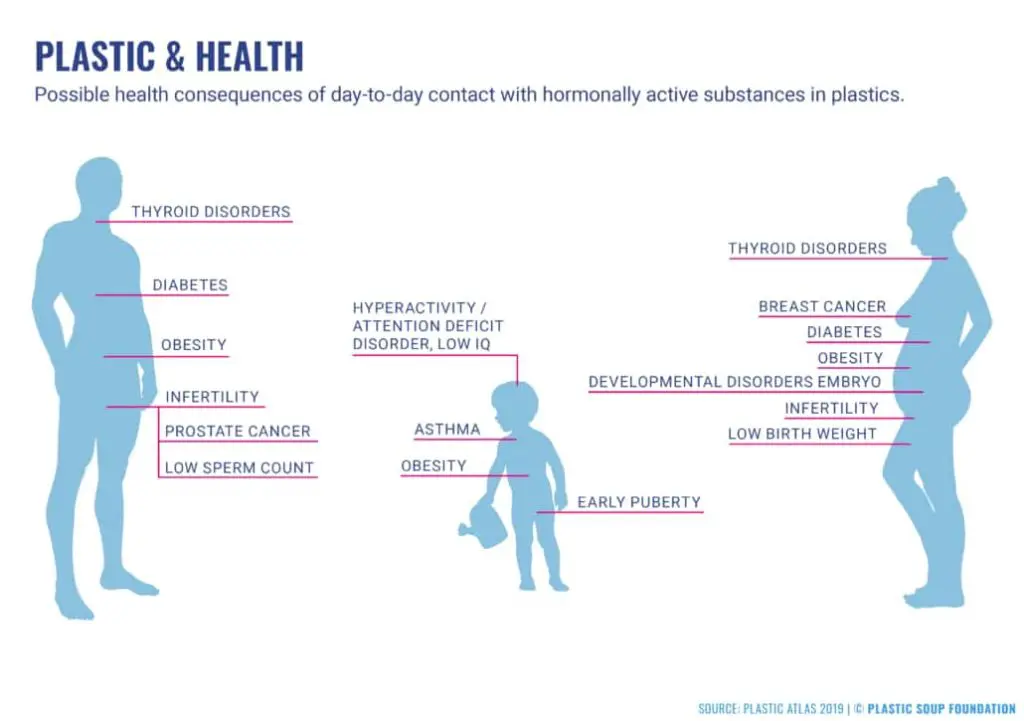 PLASTIC & HEALTH
Possible health consequences of day-to-day contact with hormonally active substances in plastics.
THYROID DISORDERS
DIABETES
OBESITY
INFERTILITY
PROSTATE CANCER
LOW SPERM COUNT
HYPERACTIVITY /
ATTENTION DEFICIT
DISORDER, LOW IQ
ASTHMA
OBESITY
EARLY PUBERTY
THYROID DISORDERS
BREAST CANCER
DIABETES
OBESITY
DEVELOPMENTAL DISORDERS EMBRYO
INFERTILITY
LOW BIRTH WEIGHT
SOURCE: PLASTIC ATLAS 2019 | © PLASTIC SOUP FOUNDATION